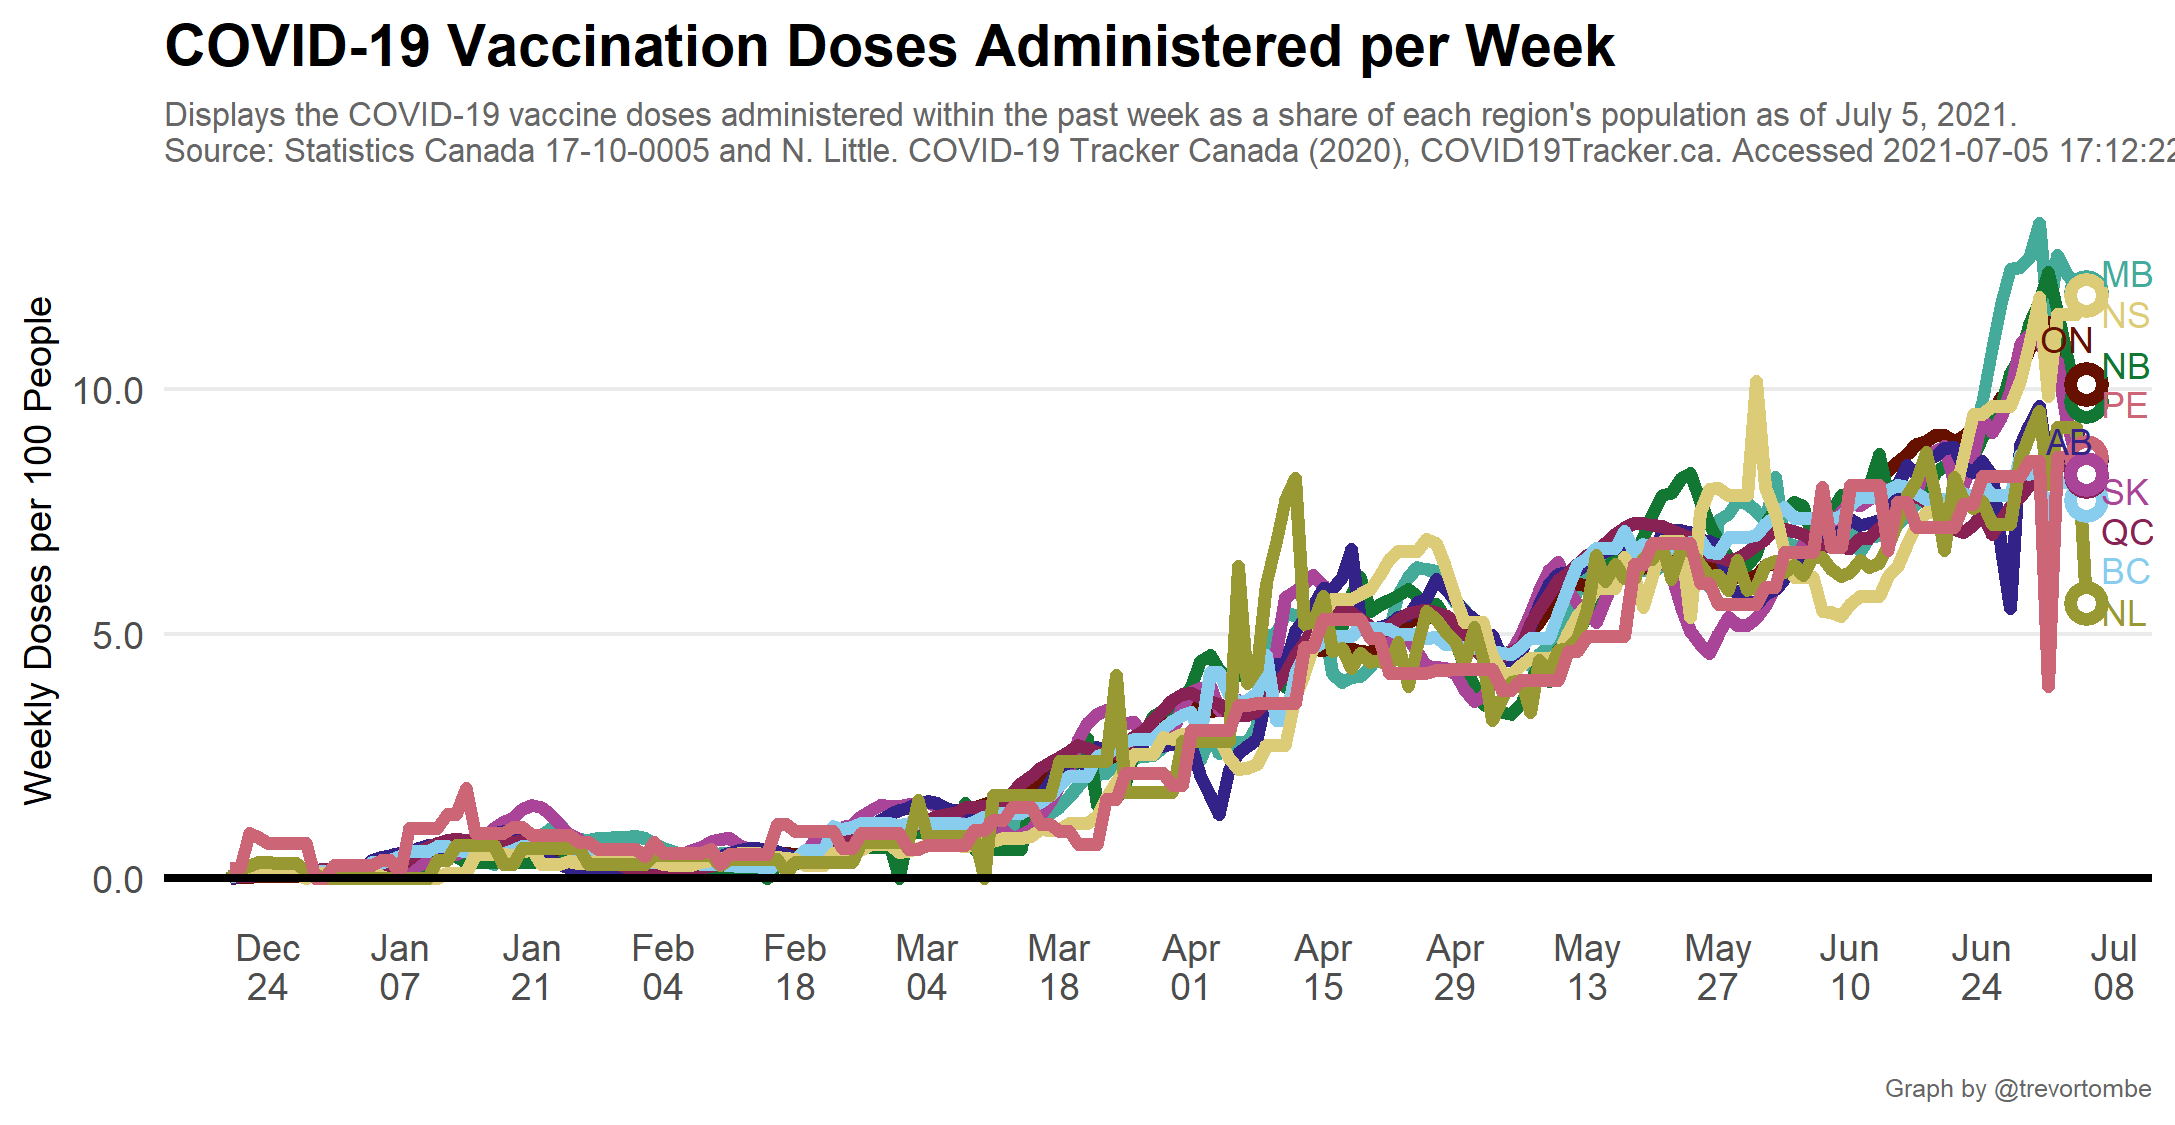 COVID-19 Vaccination Doses Administered per Week
Displays the COVID-19 vaccine doses administered within the past week as a share of each region's population as of July 5, 2021.
Source: Statistics Canada 17-10-0005 and N. Little. COVID-19 Tracker Canada (2020), COVID19Tracker.ca. Accessed 2021-07-05 17:12:22
Weekly Doses per 100 People
10.0
5.0
0.0
MB
NS
ON
NB
PE
AB
SK
QC
BC
NL
Dec Jan Jan Feb Feb Mar Mar Apr Apr Apr May May Jun Jun Jul
24 07 21 04 18 04 18 01 15 29 13 27 10 24 08
Graph by @trevortombe